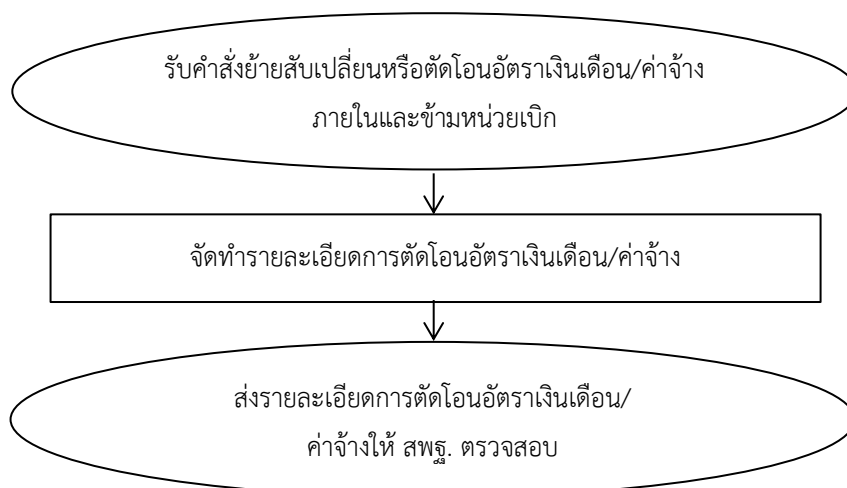 รับคำสั่งย้ายสับเปลี่ยนหรือตัดโอนอัตราเงินเดือน/ค่าจ้าง
ภายในและข้ามหน่วยเบิก
จัดทำรายละเอียดการตัดโอนอัตราเงินเดือน/ค่าจ้าง
ส่งรายละเอียดการตัดโอนอัตราเงินเดือน/
ค่าจ้างให้ สพฐ. ตรวจสอบ